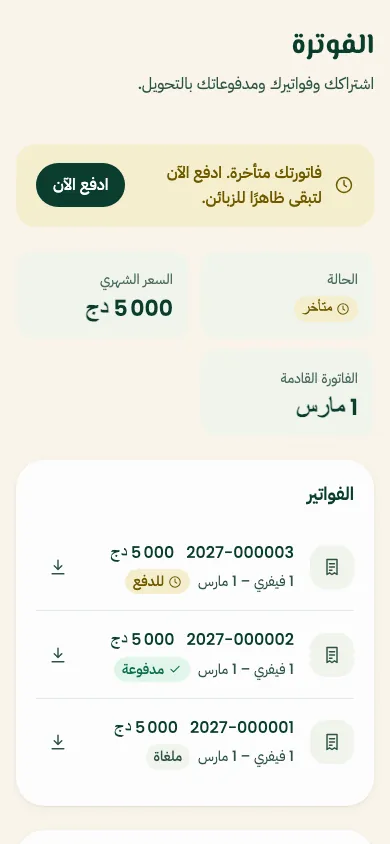 الفوترة
اشتراكك وفواتيرك ومدفوعاتك بالتحويل.
فاتورتك متأخرة. ادفع الآن
لتبقى ظاهرًا للزبائن.
ادفع الآن
الحالة
متأخر
السعر الشهري
5 000 دج
الفاتورة القادمة
1 مارس
الفواتير
2027-000003 5 000 دج
1 فيفري – 1 مارس للدفع
2027-000002 5 000 دج
1 فيفري – 1 مارس مدفوعة
2027-000001 5 000 دج
1 فيفري – 1 مارس ملغاة